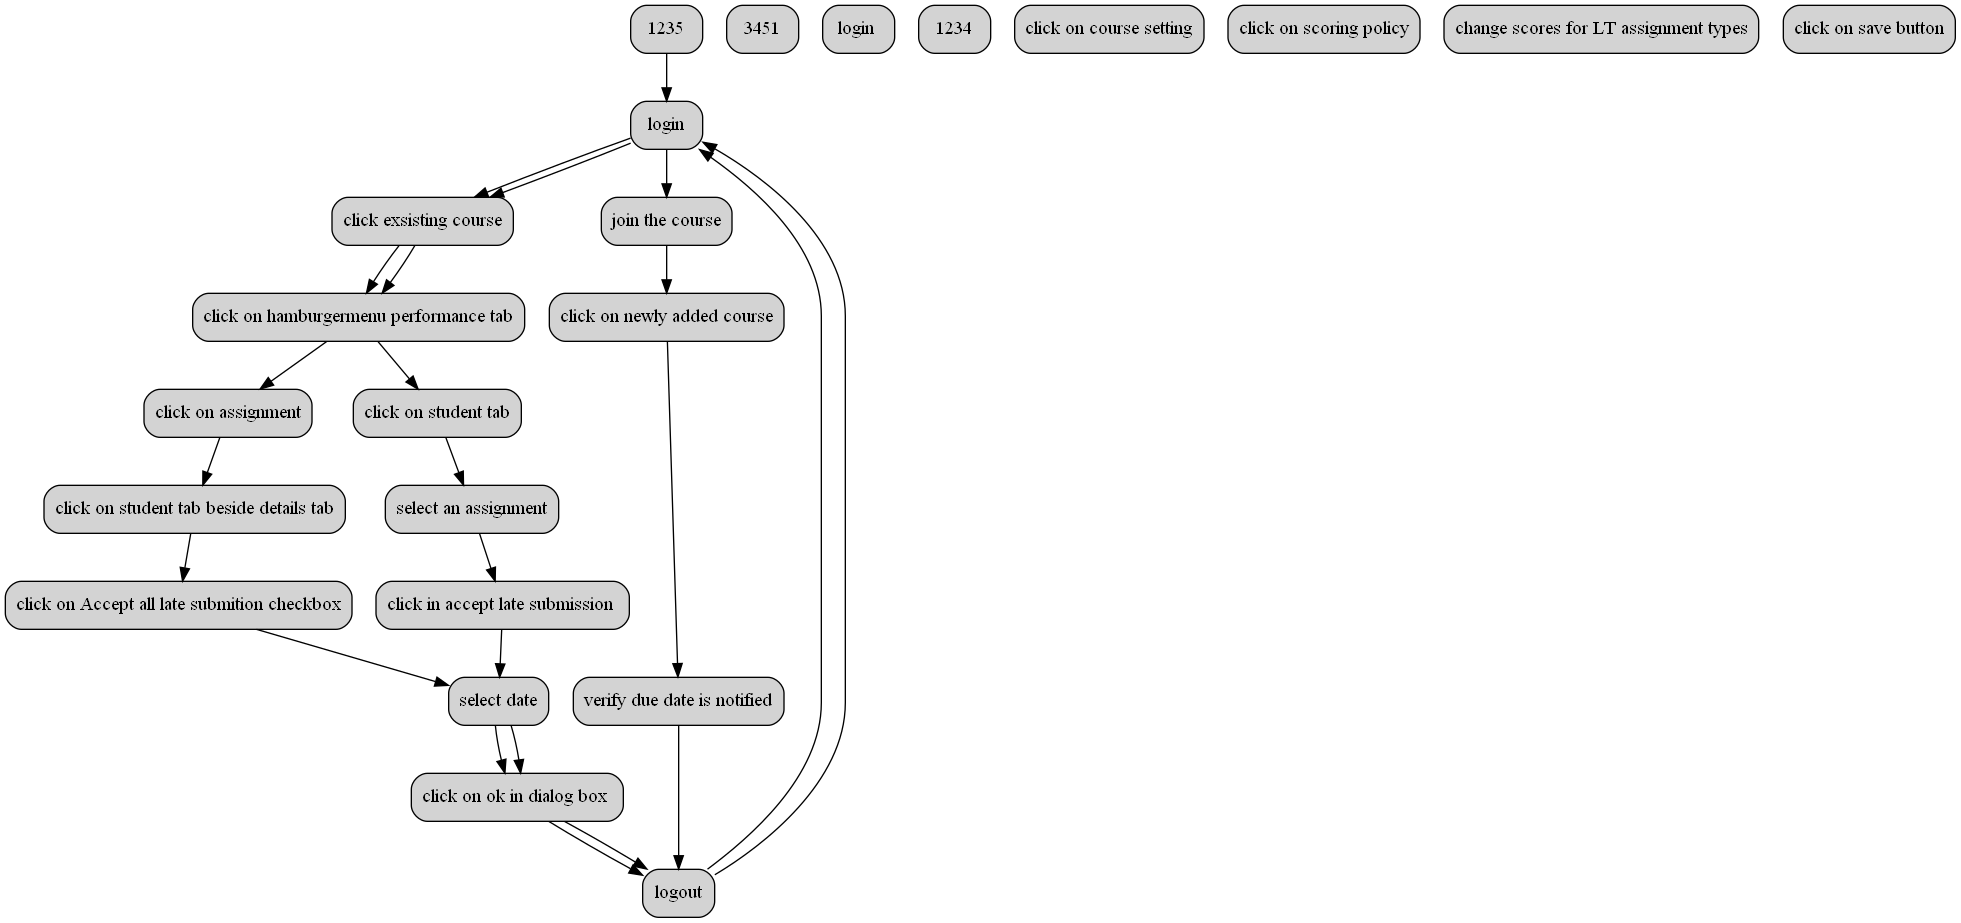 1235
3451
login
1234
click on course setting
click on scoring policy
change scores for LT assignment types
click on save button
login
click exsisting course
join the course
click on hamburgermenu performance tab
click on newly added course
click on assignment
click on student tab
click on student tab beside details tab
select an assignment
click on Accept all late submition checkbox
click in accept late submission
select date
verify due date is notified
click on ok in dialog box
logout